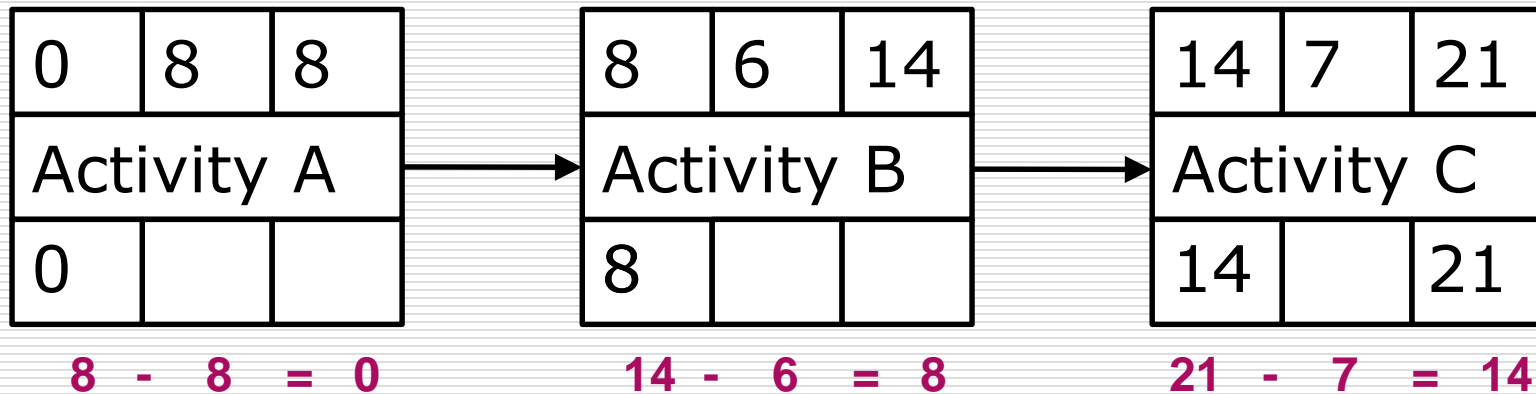 0 8 8 8 6 14 14 7 21
Activity A Activity B Activity C
0 8 14 21
8 - 8 = 0 14 - 6 = 8 21 - 7 = 14